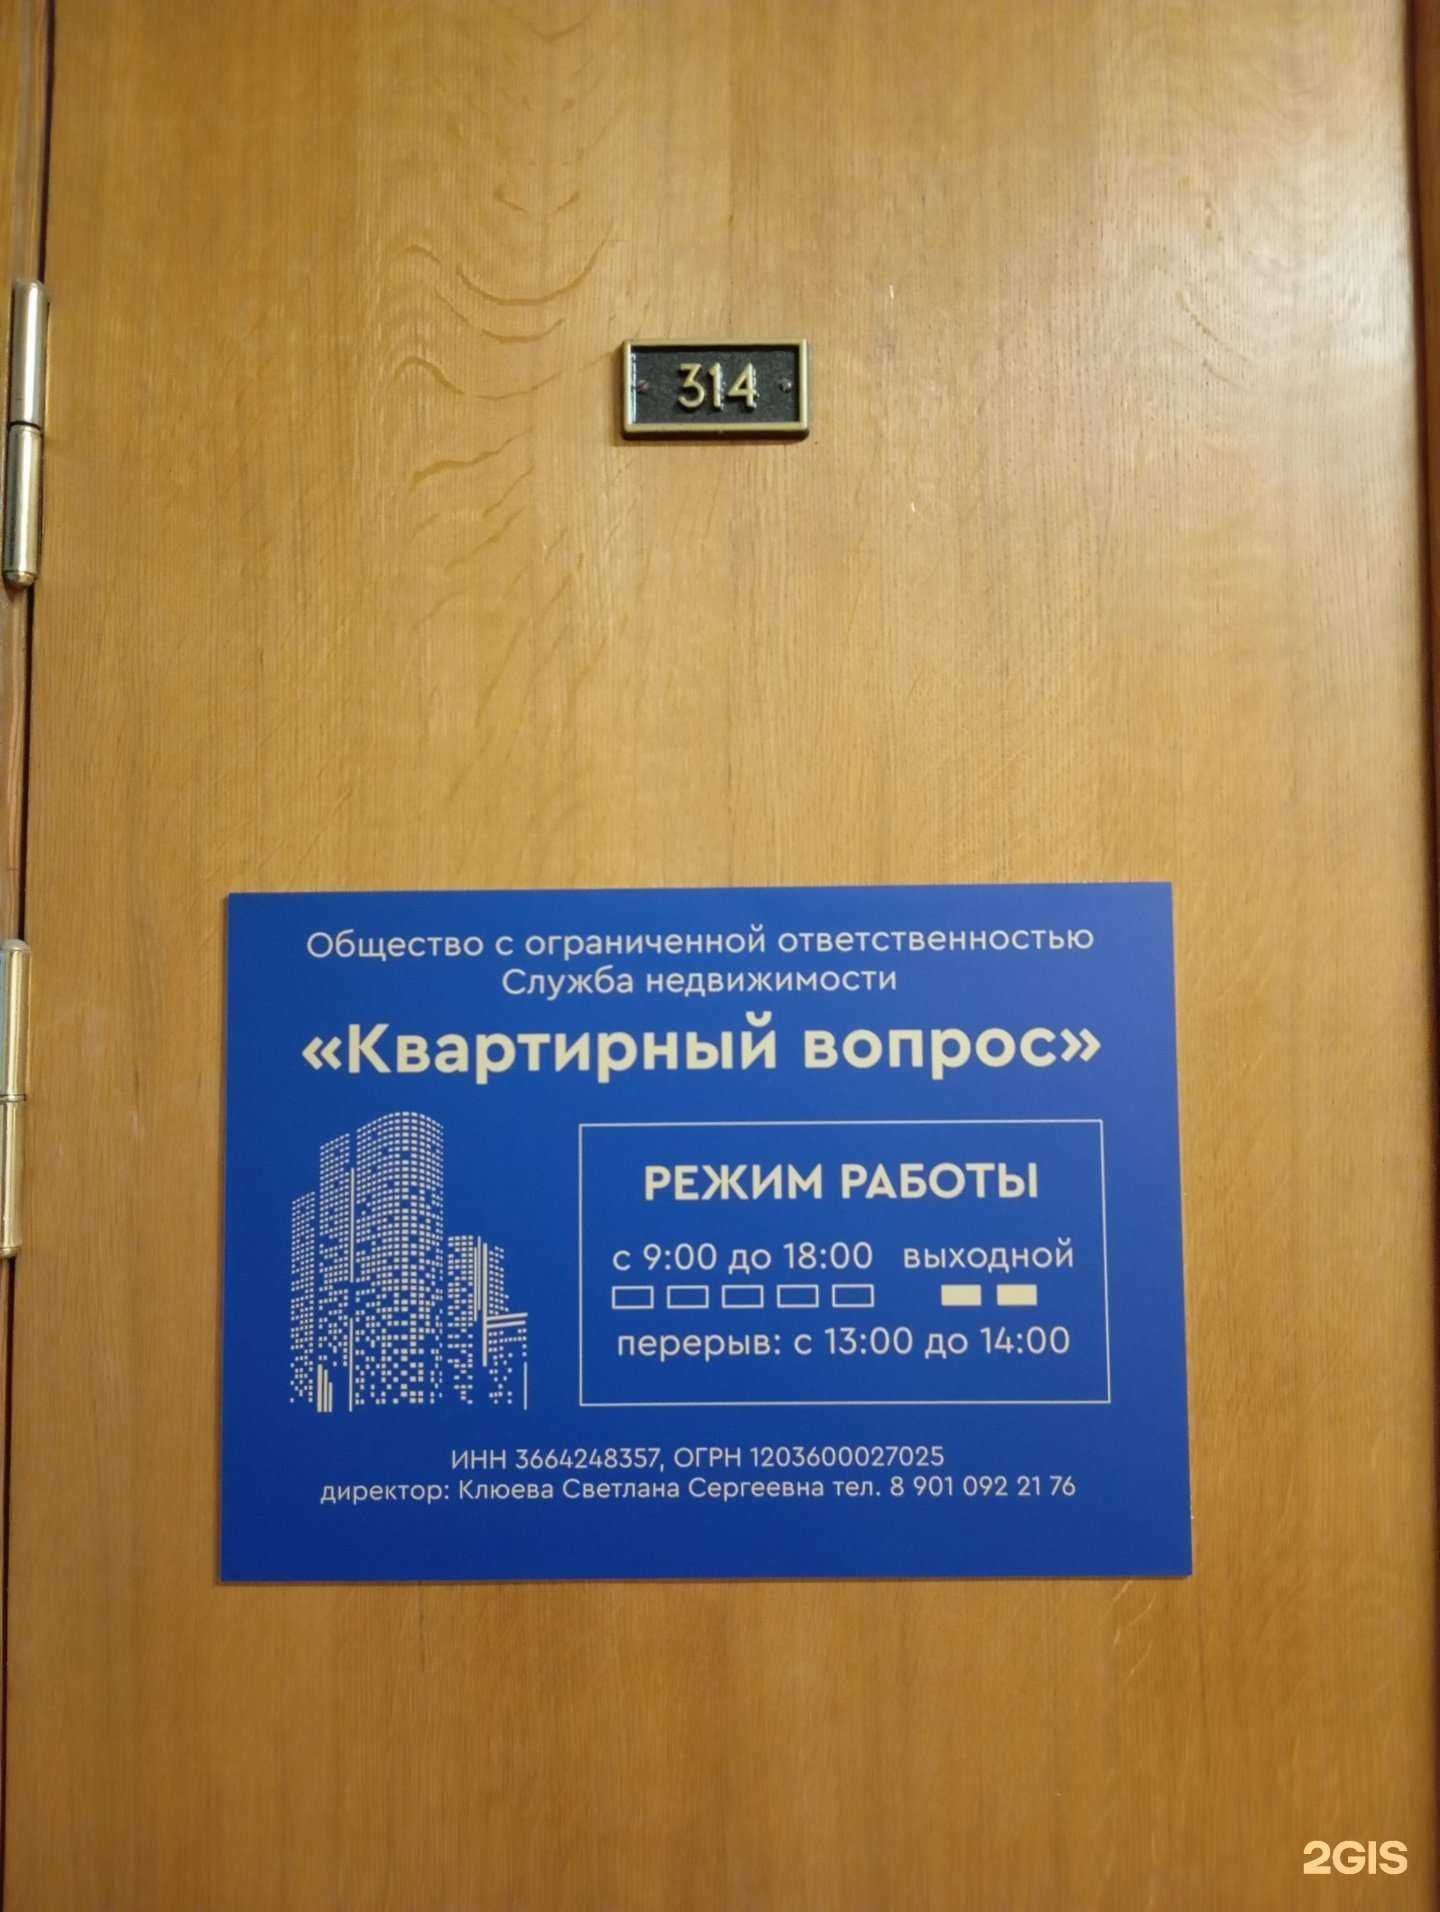 314
Общество с ограниченной ответственностью
Служба недвижимости
«Квартирный вопрос»
РЕЖИМ РАБОТЫ
с 9:00 до 18:00 выходной
перерыв: с 13:00 до 14:00
ИНН 3664248357, ОГРН 1203600027025
директор: Клюева Светлана Сергеевна тел. 8 901 092 21 76
2GIS